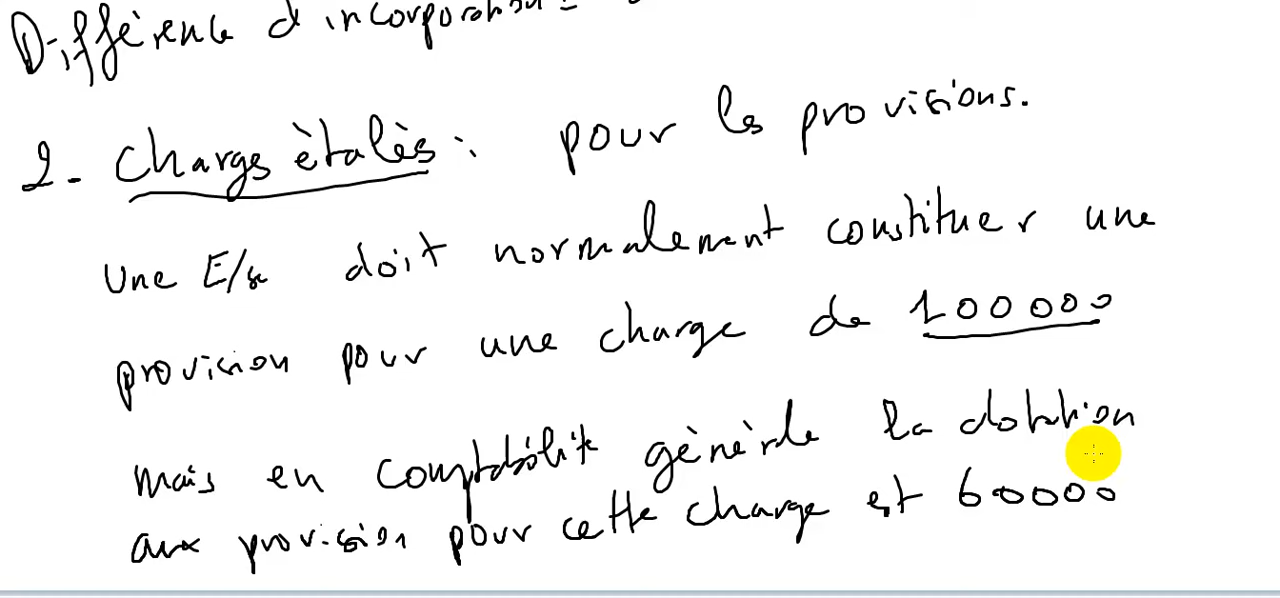 Différence d'incorporation =
2- Charges étalés : pour les provisions.
Une E/se doit normalement constituer une
provision pour une charge de 100000
Mais en comptabilité générale la dotation
aux provision pour cette charge est 60000